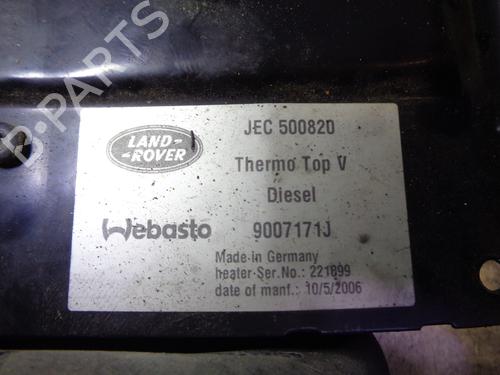 B-PARTS
LAND-
-ROVER
JEC 500820
Thermo Top V
Diesel
Webasto
9007171J
Made in Germany
heater Ser.No.: 221899
date of manf.: 10/5/2006